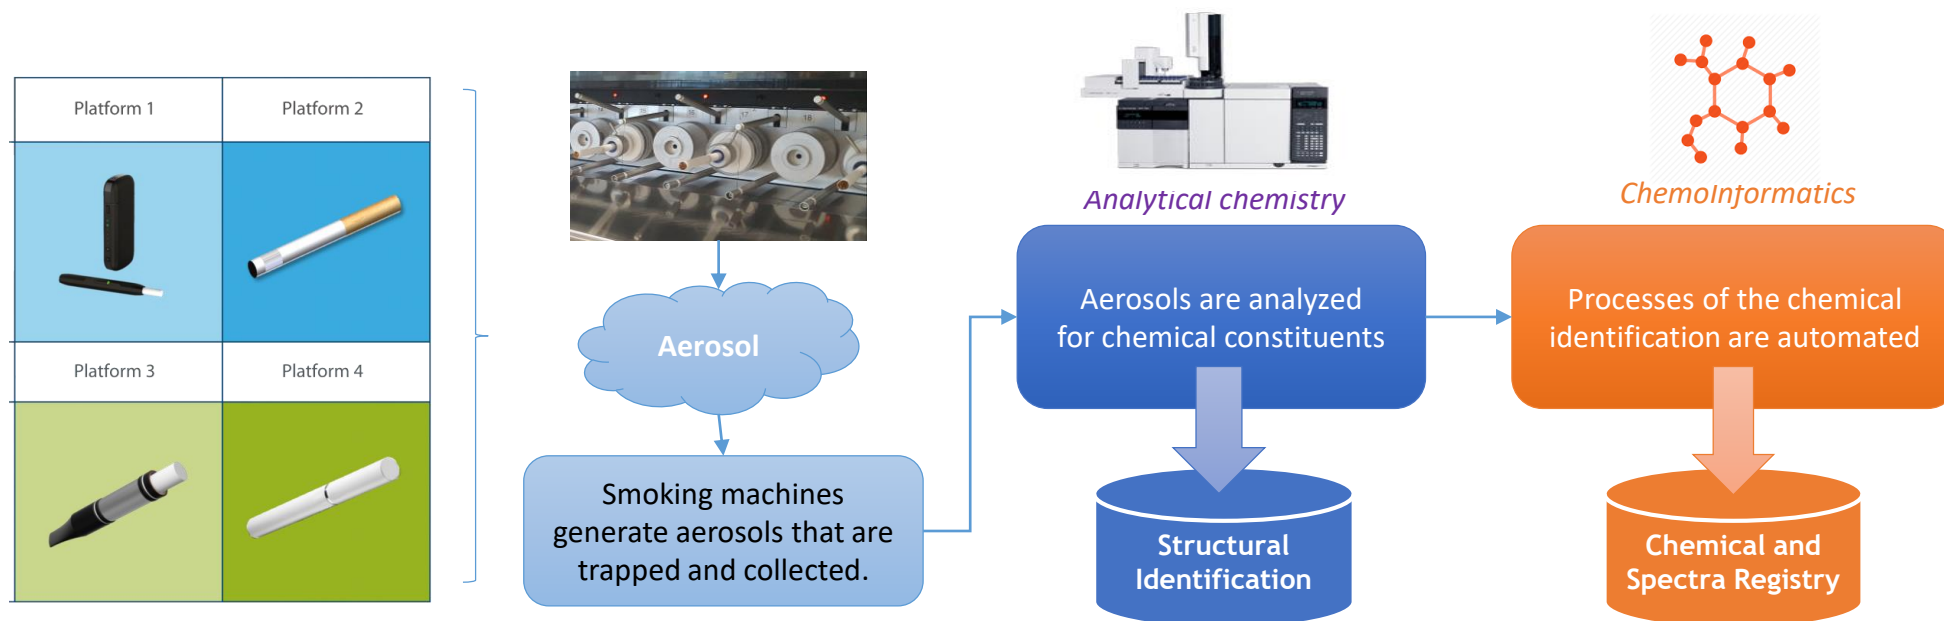 Platform 1
Platform 2
Platform 3
Platform 4
17
18
Aerosol
Smoking machines
generate aerosols that are
trapped and collected.
Analytical chemistry
Aerosols are analyzed
for chemical constituents
Structural
Identification
ChemoInformatics
Processes of the chemical
identification are automated
Chemical and
Spectra Registry